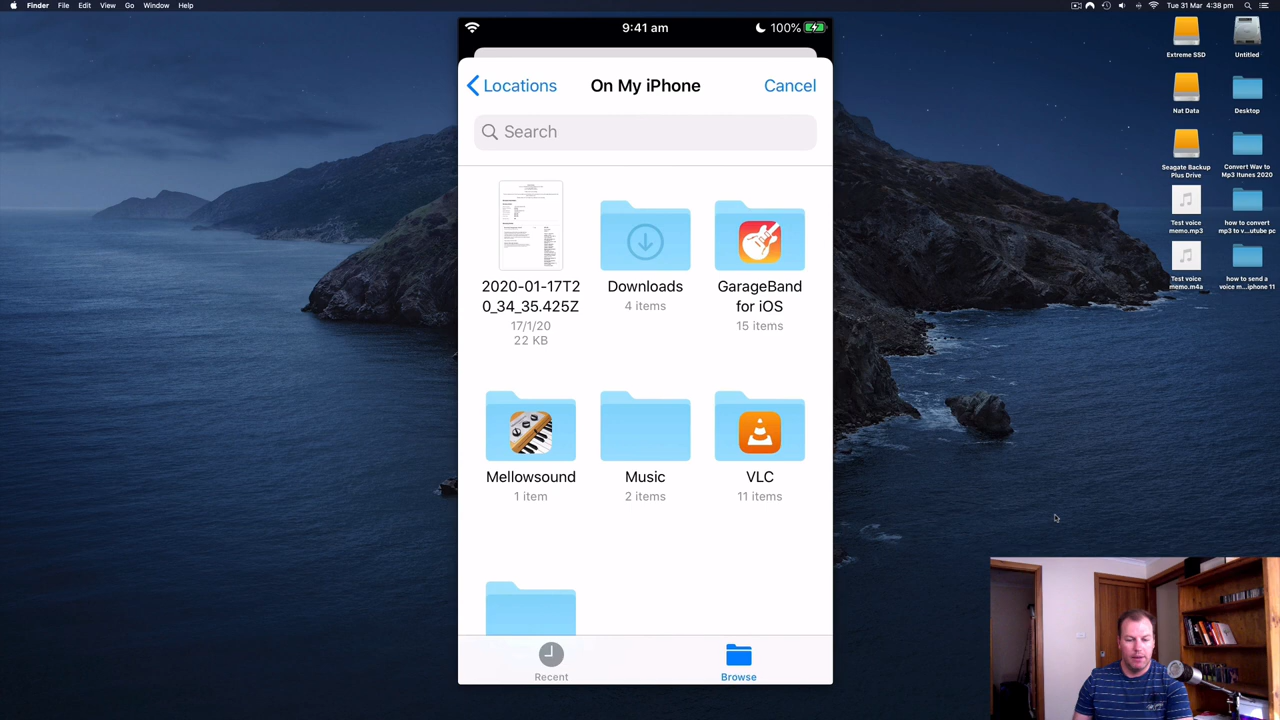 Finder File Edit View Go Window Help
Tue 31 Mar 4:38 pm
9:41 am
100%
Locations
On My iPhone
Cancel
Search
2020-01-17T2
0_34_35.425Z
17/1/20
22 KB
Downloads
4 items
GarageBand
for iOS
15 items
Mellowsound
1 item
Music
2 items
VLC
11 items
Recent
Browse
Extreme SSD
Untitled
Nat Data
Desktop
Seagate Backup
Plus Drive
Convert Wav to
Mp3 Itunes 2020
Test voice
memo.mp3
how to convert
mp3 to v...utube pc
Test voice
memo.m4a
how to send a
voice m...iphone 11